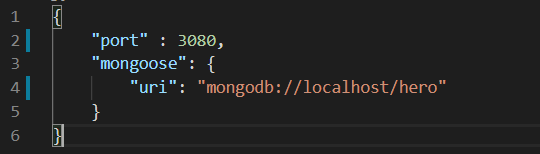 1 {
2 "port" : 3080,
3 "mongoose": {
4 "uri": "mongodb://localhost/hero"
5 }
6 }